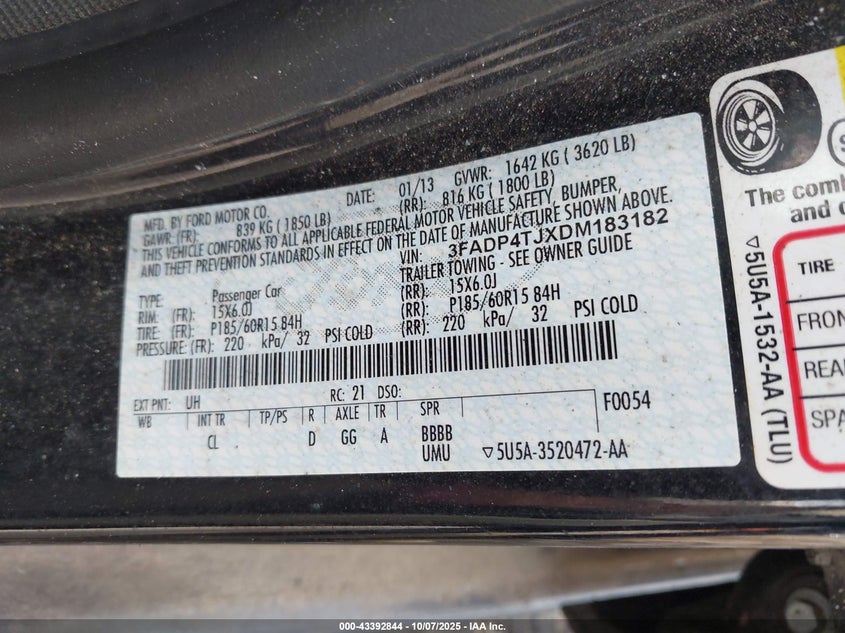 MFD. BY FORD MOTOR CO.
DATE: 01/13 GVWR: 1642 KG ( 3620 LB)
GAWR: (FR): 839 KG ( 1850 LB) (RR): 816 KG ( 1800 LB)
THIS VEHICLE CONFORMS TO ALL APPLICABLE FEDERAL MOTOR VEHICLE SAFETY, BUMPER,
AND THEFT PREVENTION STANDARDS IN EFFECT ON THE DATE OF MANUFACTURE SHOWN ABOVE.
VIN: 3FADP4TJXDM183182
TRAILER TOWING - SEE OWNER GUIDE
TYPE: Passenger Car
RIM: (FR): 15X6.0J (RR): 15X6.0J
TIRE: (FR): P185/60R15 84H (RR): P185/60R15 84H
PRESSURE: (FR): 220 kPa/ 32 PSI COLD (RR): 220 kPa/ 32 PSI COLD
EXT PNT: UH RC: 21 DSO: F0054
WB INT TR TP/PS R AXLE TR SPR
CL D GG A BBBB
UMU ▽5U5A-3520472-AA
▽5U5A-1532-AA (TLU)
The comb
and c
TIRE
FRON
REAR
SPA
000-43392844 | 10/07/2025 | IAA Inc.